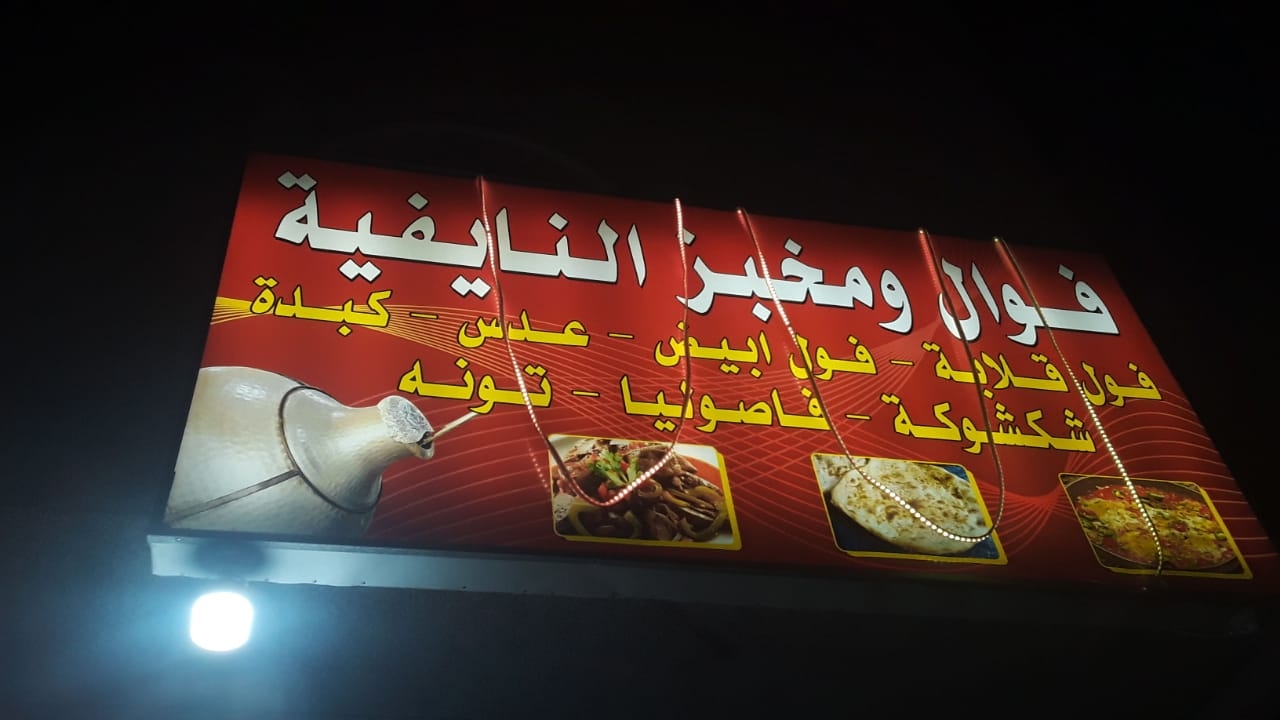 فوال ومخبز النايفية
فول قلابة - فول ابيض - عدس - كبدة
شكشوكة - فاصوليا - تونه